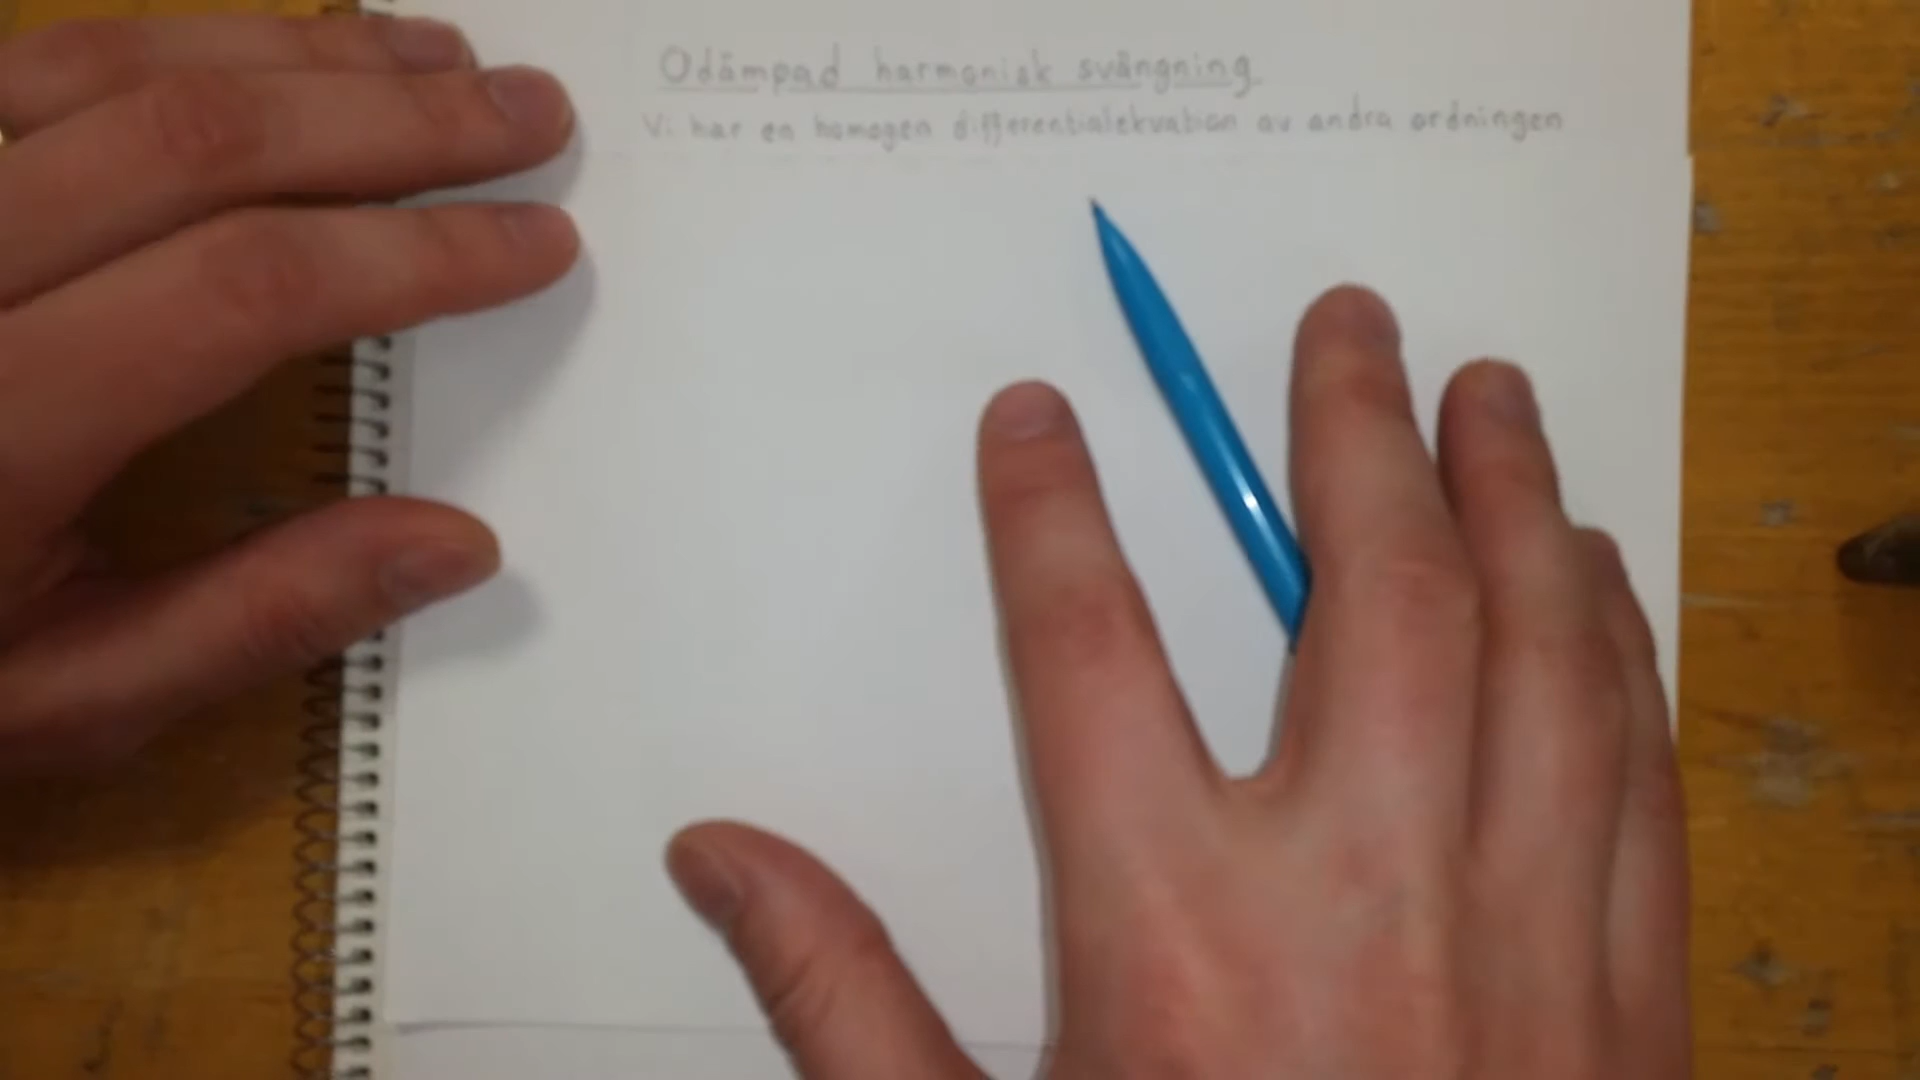 Odämpad harmonisk svängning
Vi har en homogen differentialekvation av andra ordningen